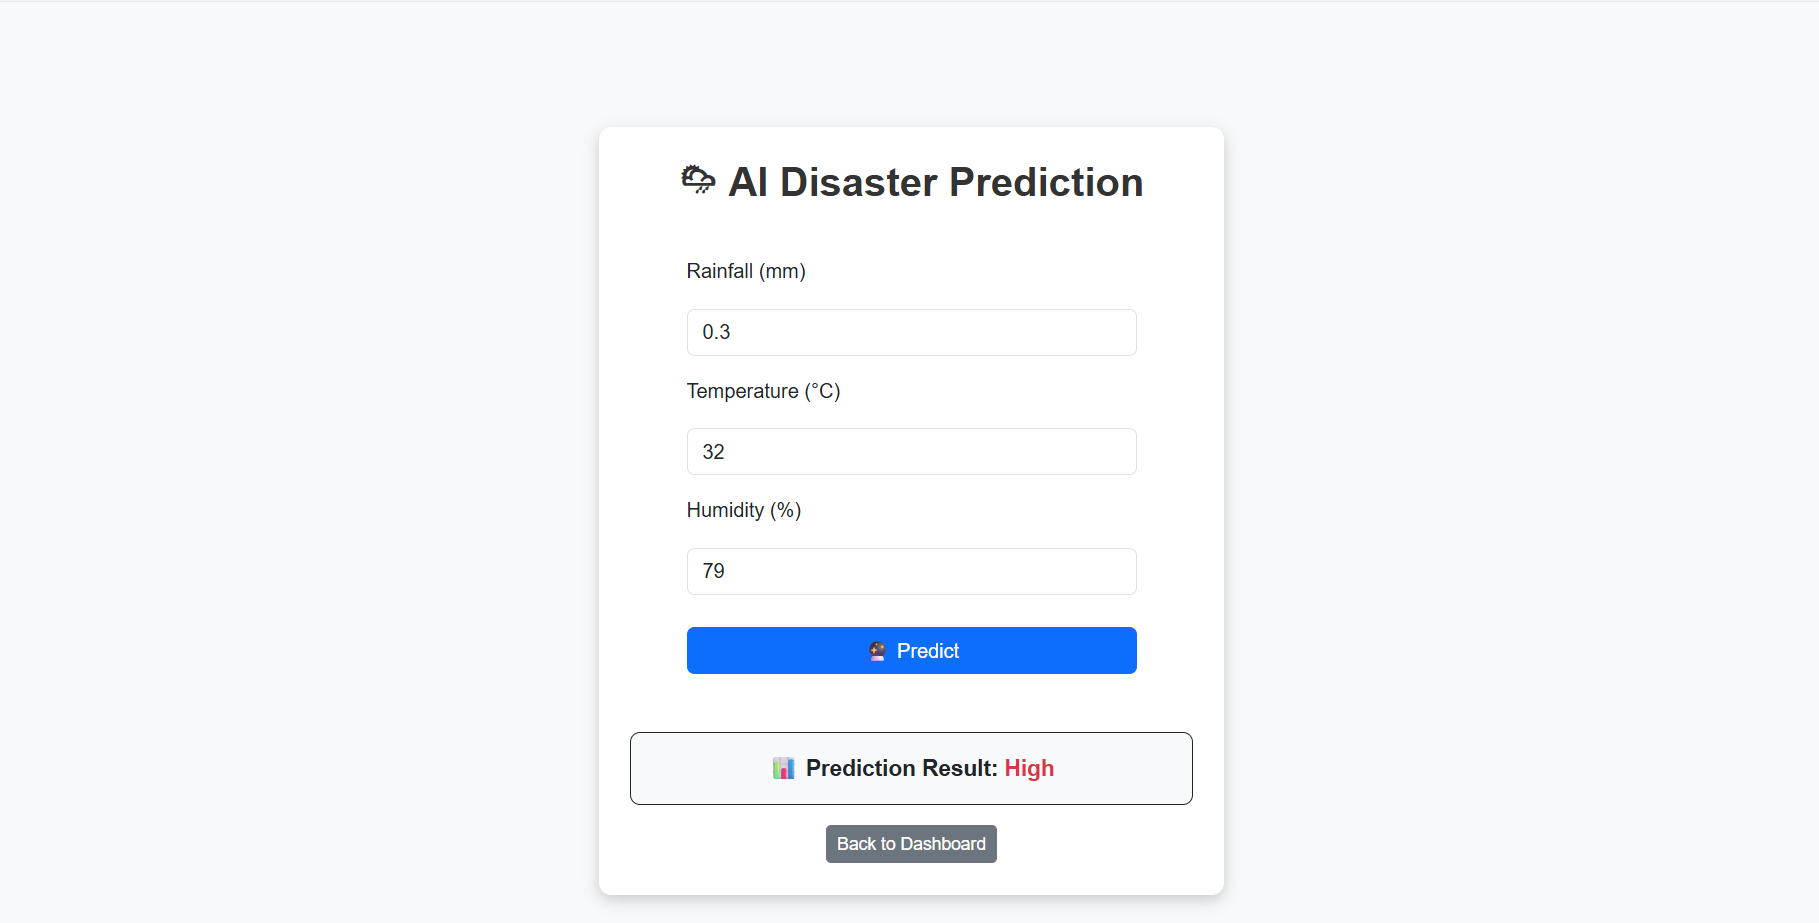 🌦 AI Disaster Prediction
Rainfall (mm)
0.3
Temperature (°C)
32
Humidity (%)
79
🔮 Predict
📊 Prediction Result: High
Back to Dashboard